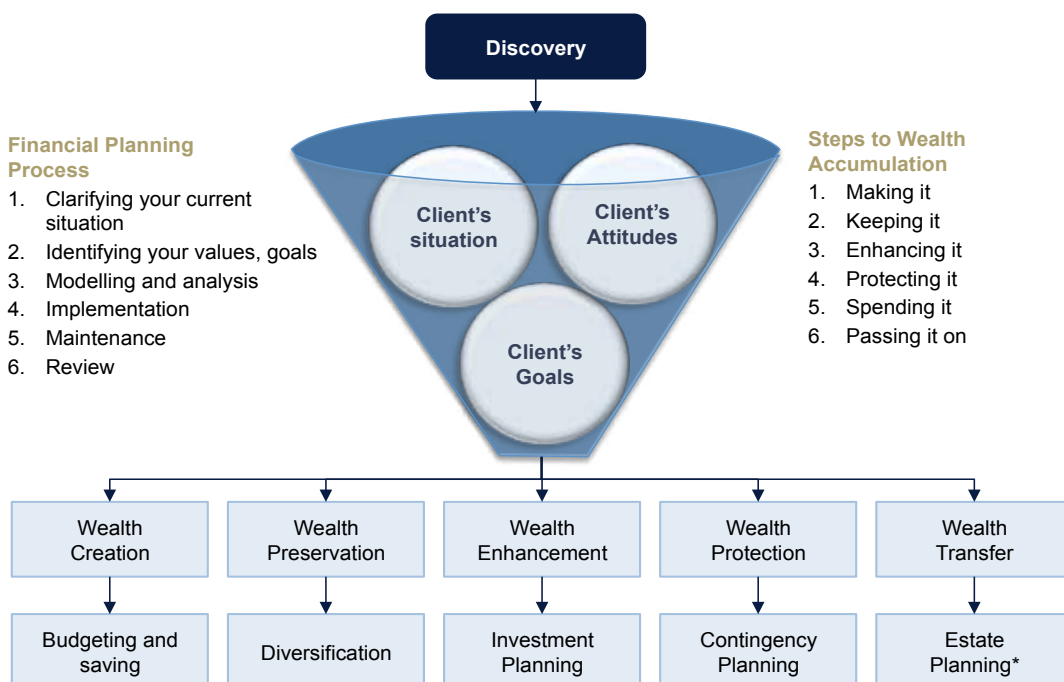 Discovery
Financial Planning
Process
1. Clarifying your current
situation
2. Identifying your values, goals
3. Modelling and analysis
4. Implementation
5. Maintenance
6. Review
Client's
situation
Client's
Attitudes
Client's
Goals
Steps to Wealth
Accumulation
1. Making it
2. Keeping it
3. Enhancing it
4. Protecting it
5. Spending it
6. Passing it on
Wealth
Creation
Wealth
Preservation
Wealth
Enhancement
Wealth
Protection
Wealth
Transfer
Budgeting and
saving
Diversification
Investment
Planning
Contingency
Planning
Estate
Planning*